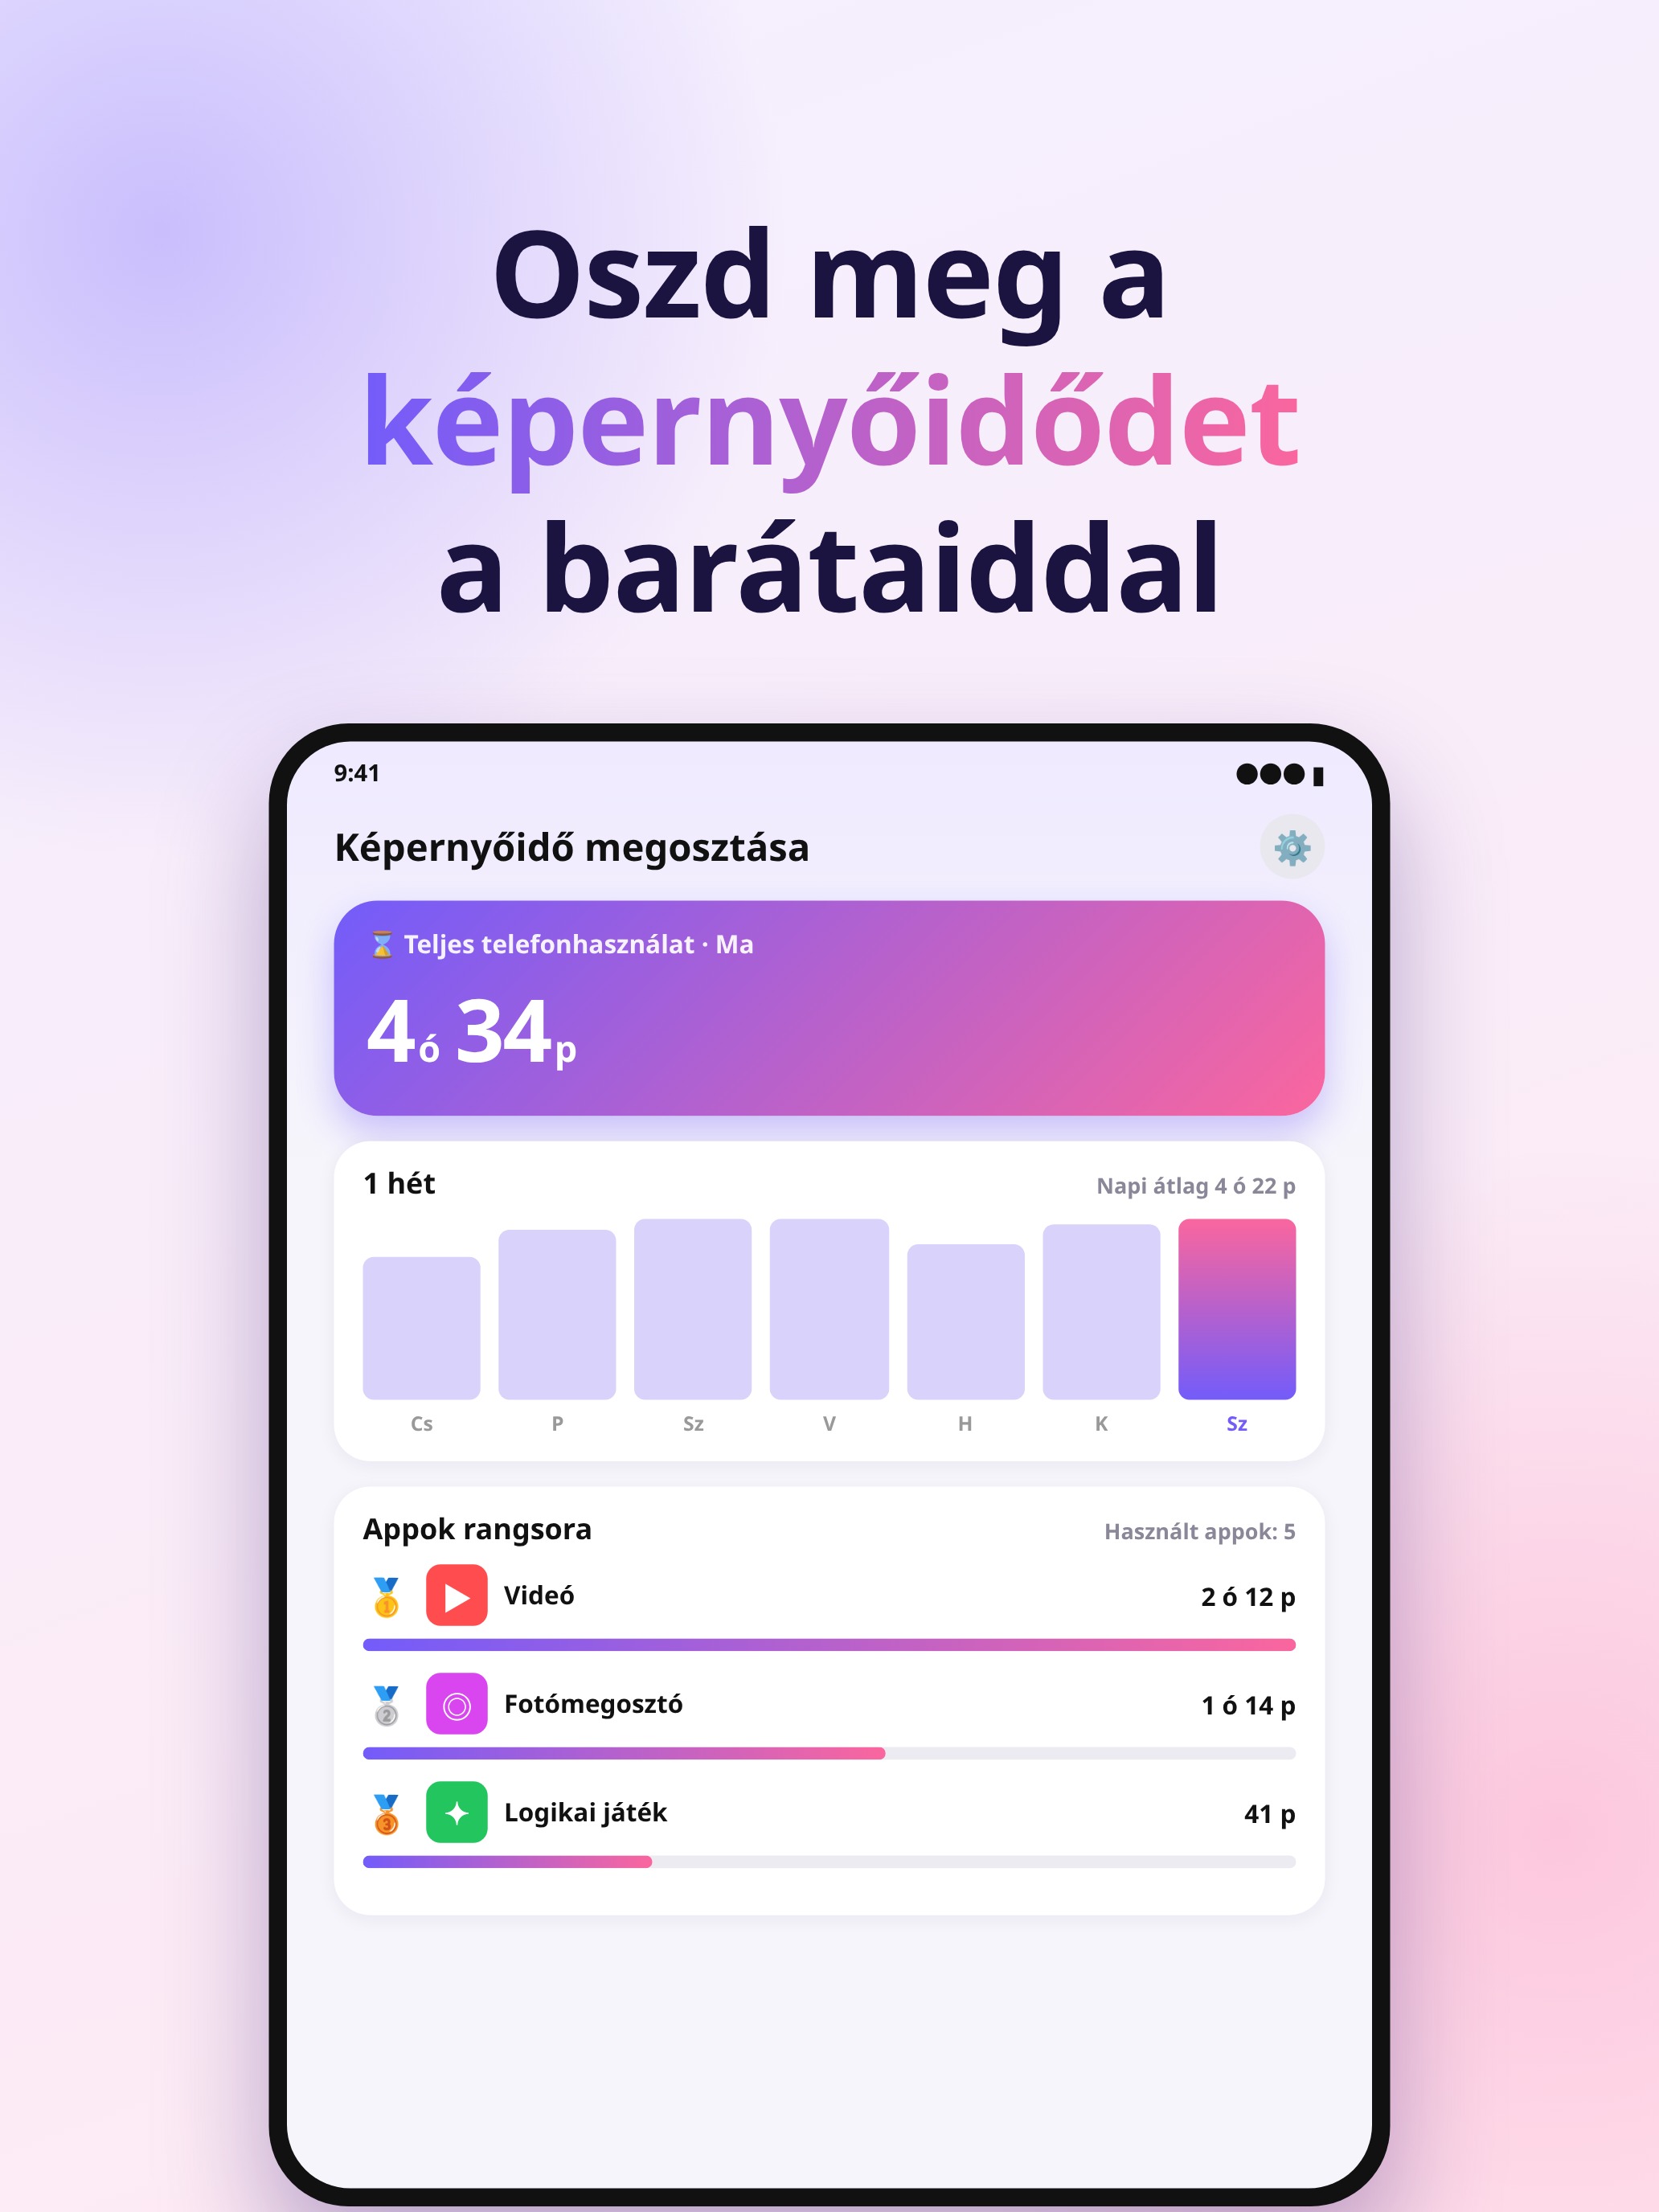 Oszd meg a
képernyőidődet
a barátaiddal
9:41
Képernyőidő megosztása
Teljes telefonhasználat · Ma
4ó 34p
1 hét
Napi átlag 4 ó 22 p
Cs P Sz V H K Sz
Appok rangsora
Használt appok: 5
Videó
2 ó 12 p
Fotómegosztó
1 ó 14 p
Logikai játék
41 p